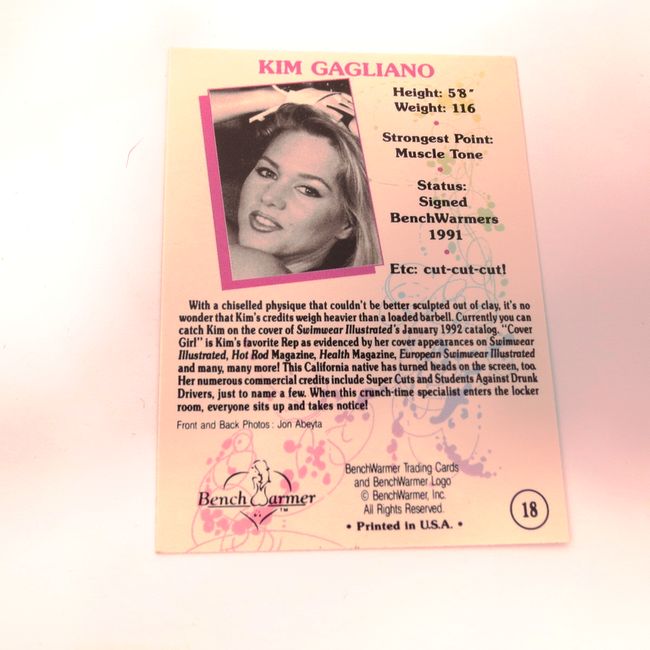 KIM GAGLIANO
Height: 5'8"
Weight: 116
Strongest Point:
Muscle Tone
Status:
Signed
BenchWarmers
1991
Etc: cut-cut-cut!
With a chiselled physique that couldn't be better sculpted out of clay, it's no
wonder that Kim's credits weigh heavier than a loaded barbell. Currently you can
catch Kim on the cover of Swimwear Illustrated's January 1992 catalog. "Cover
Girl" is Kim's favorite Rep as evidenced by her cover appearances on Swimwear
Illustrated, Hot Rod Magazine, Health Magazine, European Swimwear Illustrated
and many, many more! This California native has turned heads on the screen, too.
Her numerous commercial credits include Super Cuts and Students Against Drunk
Drivers, just to name a few. When this crunch-time specialist enters the locker
room, everyone sits up and takes notice!
Front and Back Photos : Jon Abeyta
Bench Warmer ™
BenchWarmer Trading Cards
and BenchWarmer Logo
© BenchWarmer, Inc.
All Rights Reserved.
• Printed in U.S.A. •
18